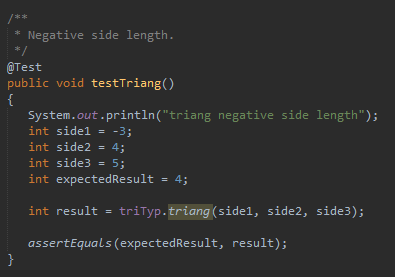 /**
 * Negative side length.
 */
@Test
public void testTriang()
{
    System.out.println("triang negative side length");
    int side1 = -3;
    int side2 = 4;
    int side3 = 5;
    int expectedResult = 4;

    int result = triTyp.triang(side1, side2, side3);

    assertEquals(expectedResult, result);
}